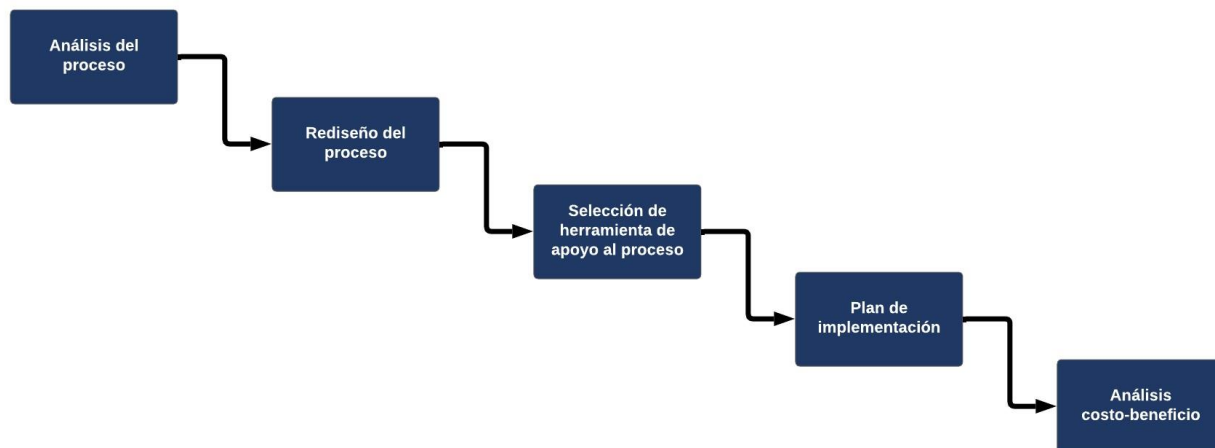 Análisis del
proceso
Rediseño del
proceso
Selección de
herramienta de
apoyo al proceso
Plan de
implementación
Análisis
costo-beneficio